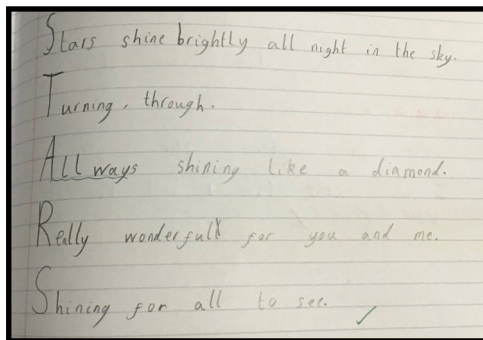 Stars shine brightly all night in the sky.
Turning, through.
Allways shining like a diamond.
Really wonderfull for you and me.
Shining for all to see.